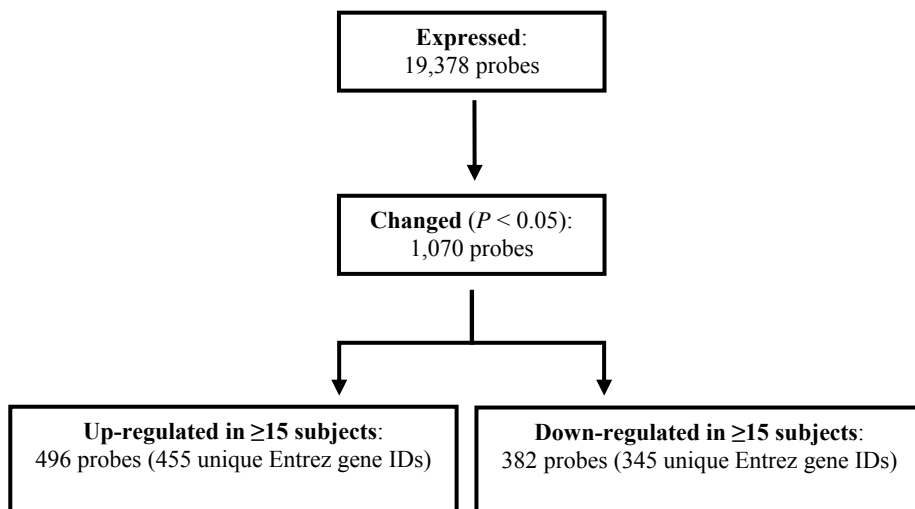 Expressed:
19,378 probes
Changed (P < 0.05):
1,070 probes
Up-regulated in ≥15 subjects:
496 probes (455 unique Entrez gene IDs)
Down-regulated in ≥15 subjects:
382 probes (345 unique Entrez gene IDs)